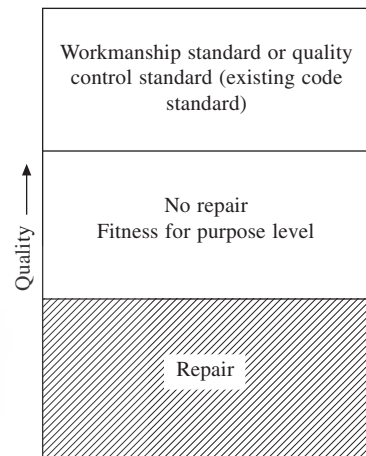 Workmanship standard or quality
control standard (existing code
standard)
No repair
Fitness for purpose level
Quality
Repair